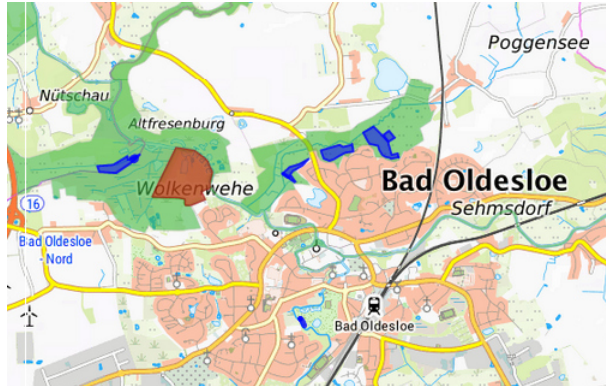 Poggensee
Nütschau
Altfresenburg
Wolkenwehe
Bad Oldesloe
Sehmsdorf
16
Bad Oldesloe
- Nord
Bad Oldesloe